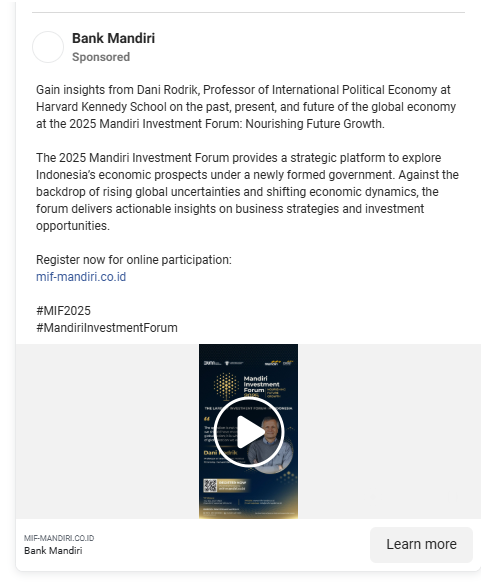 Bank Mandiri
Sponsored
Gain insights from Dani Rodrik, Professor of International Political Economy at
Harvard Kennedy School on the past, present, and future of the global economy
at the 2025 Mandiri Investment Forum: Nourishing Future Growth.
The 2025 Mandiri Investment Forum provides a strategic platform to explore
Indonesia's economic prospects under a newly formed government. Against the
backdrop of rising global uncertainties and shifting economic dynamics, the
forum delivers actionable insights on business strategies and investment
opportunities.
Register now for online participation:
mif-mandiri.co.id
#MIF2025
#MandiriInvestmentForum
Mandiri
Investment
Forum
Dani Rodrik
REGISTER NOW
MIF-MANDIRI.CO.ID
Bank Mandiri
Learn more